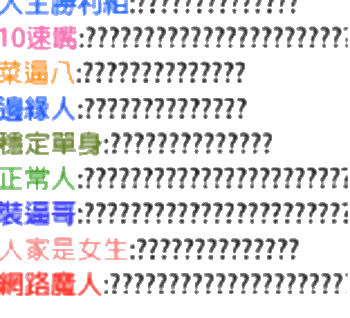 人生勝利組:??????????????
10速嘴:???????????????????????
菜逼八:??????????????
邊緣人:??????????????
穩定單身:??????????????
正常人:???????????????????????
裝逼哥:???????????????????????
人家是女生:??????????????
網路魔人:????????????????????